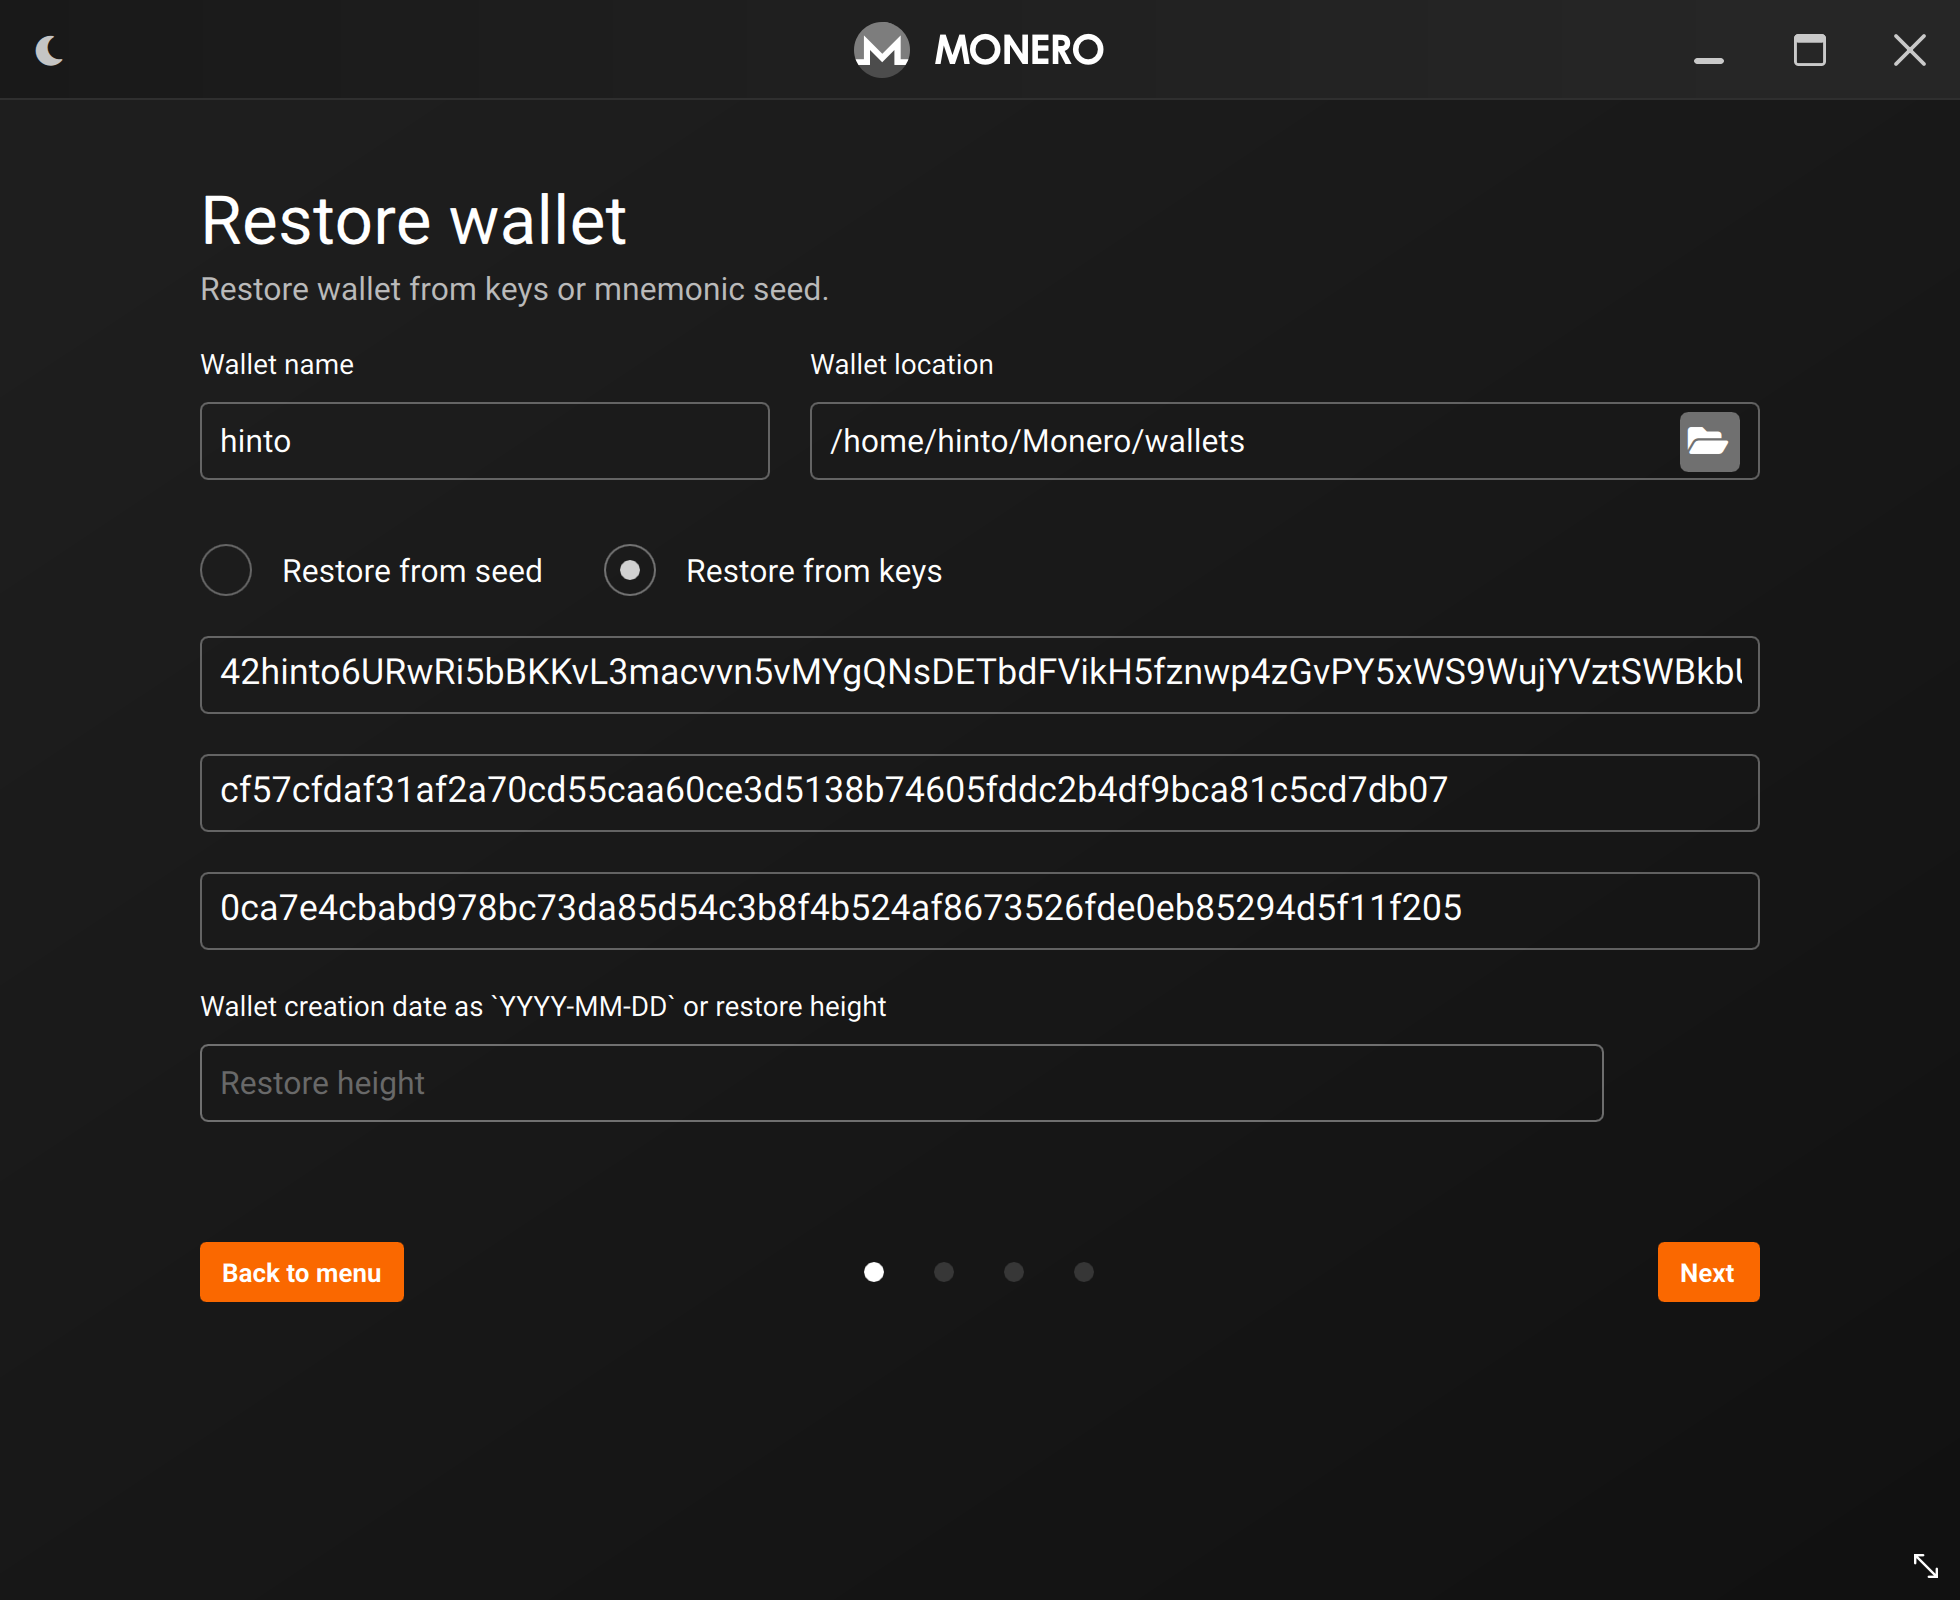 MONERO
Restore wallet
Restore wallet from keys or mnemonic seed.
Wallet name
Wallet location
hinto
/home/hinto/Monero/wallets
Restore from seed
Restore from keys
42hinto6URwRi5bBKKvL3macvvn5vMYgQNsDETbdFVikH5fznwp4zGvPY5xWS9WujYVztSWBkbU
cf57cfdaf31af2a70cd55caa60ce3d5138b74605fddc2b4df9bca81c5cd7db07
0ca7e4cbabd978bc73da85d54c3b8f4b524af8673526fde0eb85294d5f11f205
Wallet creation date as `YYYY-MM-DD` or restore height
Restore height
Back to menu
Next